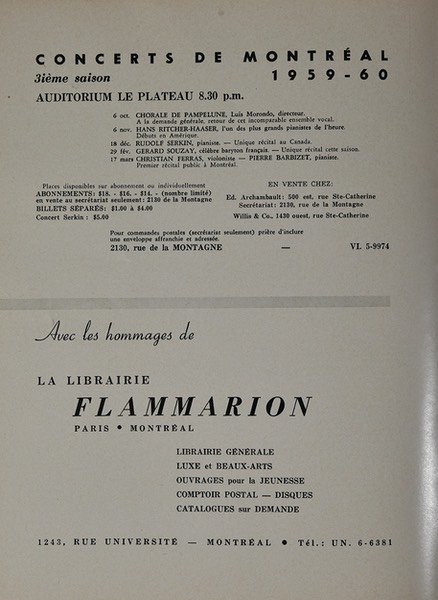 CONCERTS DE MONTRÉAL
3ième saison 1959-60
AUDITORIUM LE PLATEAU 8.30 p.m.
6 oct. CHORALE DE PAMPELUNE, Luis Morondo, directeur.
A la demande générale, retour de cet incomparable ensemble vocal.
6 nov. HANS RITCHER-HAASER, l'un des plus grands pianistes de l'heure.
Débuts en Amérique.
18 déc. RUDOLF SERKIN, pianiste. — Unique récital au Canada.
29 fév. GERARD SOUZAY, célèbre baryton français. — Unique récital cette saison.
17 mars CHRISTIAN FERRAS, violoniste — PIERRE BARBIZET, pianiste.
Premier récital public à Montréal.
Places disponibles sur abonnement ou individuellement
ABONNEMENTS: $18. - $16. - $14. - (nombre limité)
en vente au secrétariat seulement: 2130 de la Montagne
BILLETS SÉPARÉS: $1.00 à $4.00
Concert Serkin : $5.00
EN VENTE CHEZ:
Ed. Archambault: 500 est, rue Ste-Catherine
Secrétariat: 2130, rue de la Montagne
Willis & Co., 1430 ouest, rue Ste-Catherine
Pour commandes postales (secrétariat seulement) prière d'inclure
une enveloppe affranchie et adressée.
2130, rue de la MONTAGNE — VI. 5-9974
Avec les hommages de
LA LIBRAIRIE
FLAMMARION
PARIS • MONTRÉAL
LIBRAIRIE GÉNÉRALE
LUXE et BEAUX-ARTS
OUVRAGES pour la JEUNESSE
COMPTOIR POSTAL — DISQUES
CATALOGUES sur DEMANDE
1243, RUE UNIVERSITÉ — MONTRÉAL • Tél.: UN. 6-6381